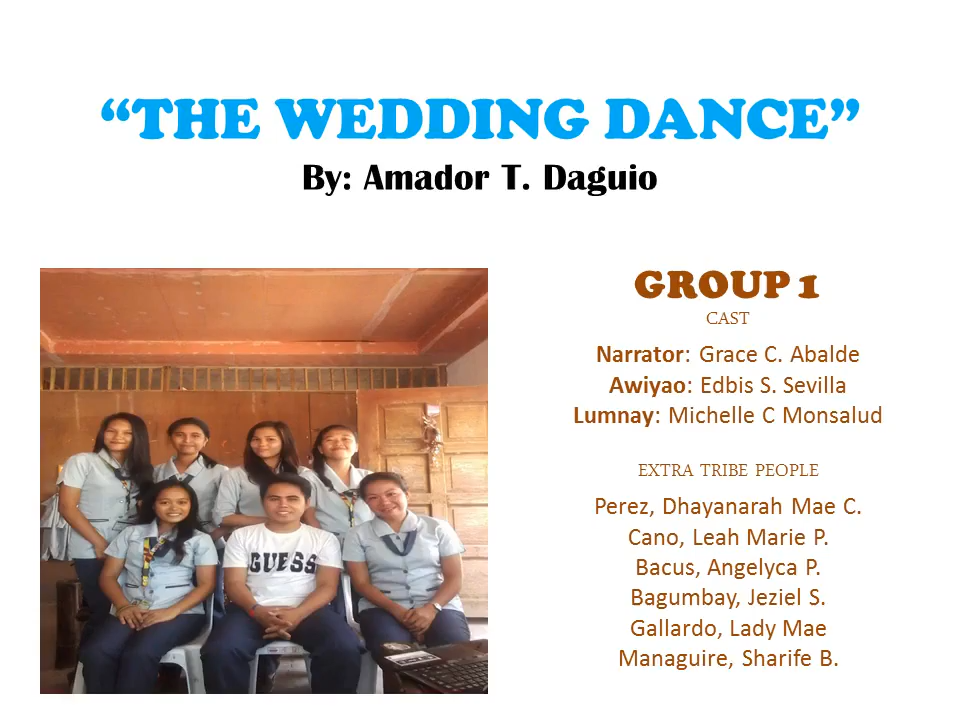 “THE WEDDING DANCE”
By: Amador T. Daguio
GROUP 1
CAST
Narrator: Grace C. Abalde
Awiyao: Edbis S. Sevilla
Lumnay: Michelle C Monsalud
EXTRA TRIBE PEOPLE
Perez, Dhayanarah Mae C.
Cano, Leah Marie P.
Bacus, Angelyca P.
Bagumbay, Jeziel S.
Gallardo, Lady Mae
Managuire, Sharife B.
GUESS